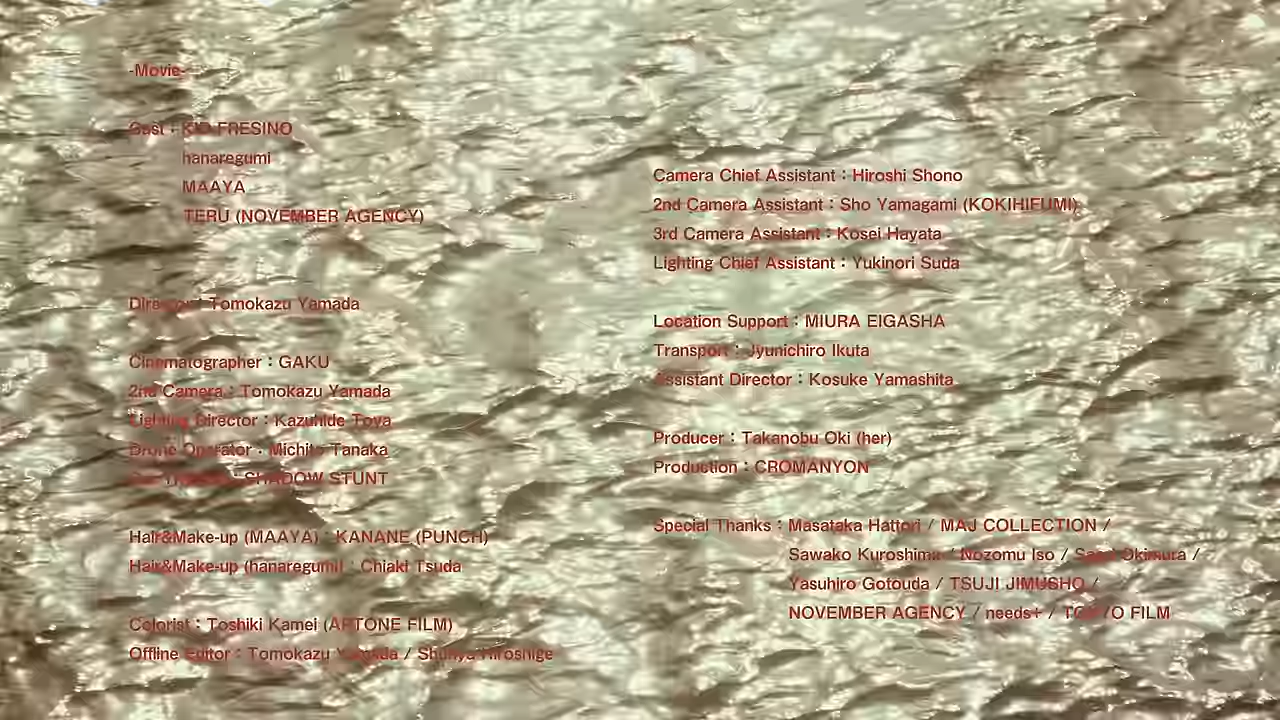 -Movie-
Cast : KID FRESINO
hanaregumi
MAAYA
TERU (NOVEMBER AGENCY)
Director : Tomokazu Yamada
Cinematographer : GAKU
2nd Camera : Tomokazu Yamada
Lighting Director : Kazuhide Toya
Drone Operator : Michito Tanaka
SHADOW STUNT
Hair&Make-up (MAAYA) : KANANE (PUNCH)
Hair&Make-up (hanaregumi) : Chiaki Tsuda
Colorist : Toshiki Kamei (ARTONE FILM)
Offline Editor : Tomokazu Yamada / Shunya Hiroshige
Camera Chief Assistant : Hiroshi Shono
2nd Camera Assistant : Sho Yamagami (KOKIHIFUMI)
3rd Camera Assistant : Kosei Hayata
Lighting Chief Assistant : Yukinori Suda
Location Support : MIURA EIGASHA
Transport : Jyunichiro Ikuta
Assistant Director : Kosuke Yamashita
Producer : Takanobu Oki (her)
Production : CROMANYON
Special Thanks : Masataka Hattori / MAJ COLLECTION /
Sawako Kuroshima / Nozomu Iso / Okimura /
Yasuhiro Gotouda / TSUJI JIMUSHO /
NOVEMBER AGENCY / needs+ / TOKYO FILM